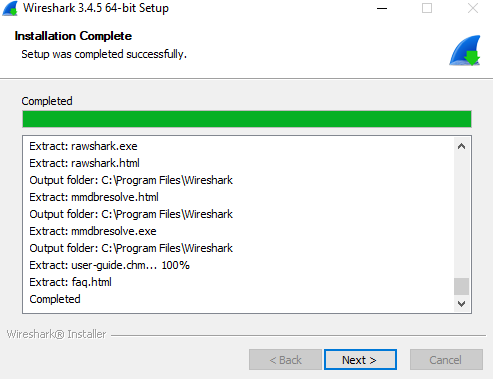 Wireshark 3.4.5 64-bit Setup
Installation Complete
Setup was completed successfully.
Completed
Extract: rawshark.exe
Extract: rawshark.html
Output folder: C:\Program Files\Wireshark
Extract: mmdbresolve.html
Output folder: C:\Program Files\Wireshark
Extract: mmdbresolve.exe
Output folder: C:\Program Files\Wireshark
Extract: user-guide.chm... 100%
Extract: faq.html
Completed
Wireshark® Installer
< Back
Next >
Cancel